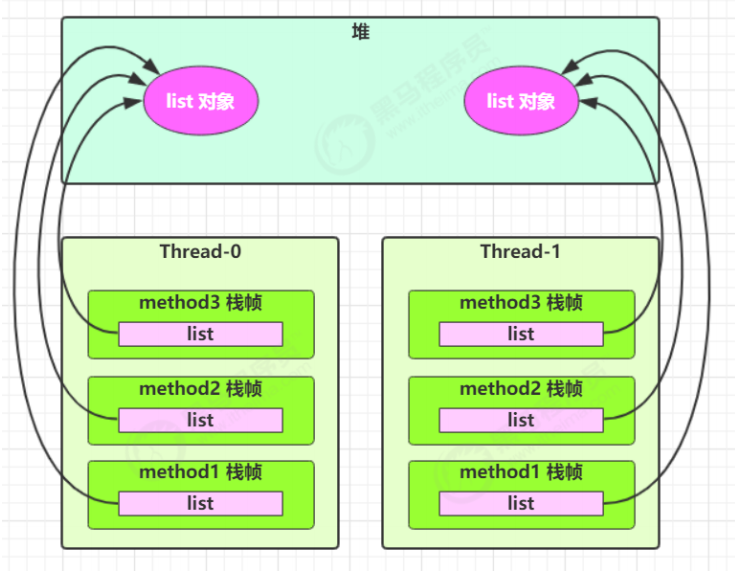 堆
list 对象
list 对象
黑马程序员
Thread-0
method3 栈帧
list
method2 栈帧
list
method1 栈帧
list
Thread-1
method3 栈帧
list
method2 栈帧
list
method1 栈帧
list